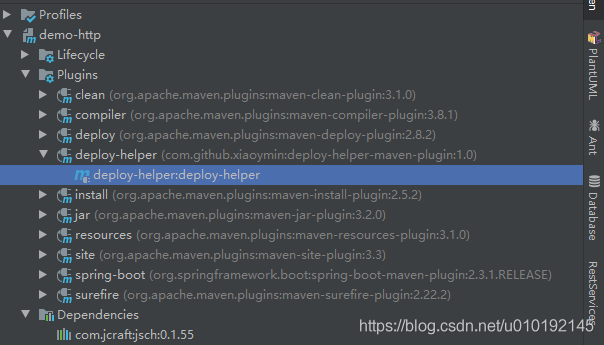 Profiles
demo-http
Lifecycle
Plugins
clean (org.apache.maven.plugins:maven-clean-plugin:3.1.0)
compiler (org.apache.maven.plugins:maven-compiler-plugin:3.8.1)
deploy (org.apache.maven.plugins:maven-deploy-plugin:2.8.2)
deploy-helper (com.github.xiaoymin:deploy-helper-maven-plugin:1.0)
deploy-helper:deploy-helper
install (org.apache.maven.plugins:maven-install-plugin:2.5.2)
jar (org.apache.maven.plugins:maven-jar-plugin:3.2.0)
resources (org.apache.maven.plugins:maven-resources-plugin:3.1.0)
site (org.apache.maven.plugins:maven-site-plugin:3.3)
spring-boot (org.springframework.boot:spring-boot-maven-plugin:2.3.1.RELEASE)
surefire (org.apache.maven.plugins:maven-surefire-plugin:2.22.2)
Dependencies
com.jcraft:jsch:0.1.55
PlantUML
Ant
Database
RestServices
https://blog.csdn.net/u010192145